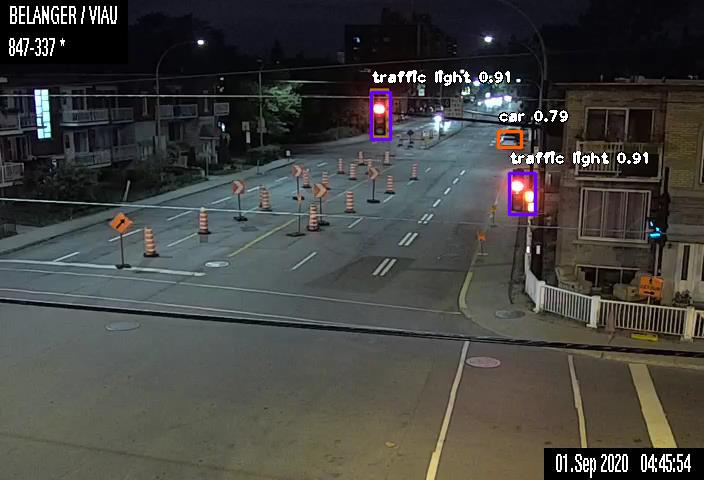 BELANGER / VIAU
847-337 *
traffic light 0.91
car 0.79
traffic light 0.91
01.Sep 2020 04:45:54